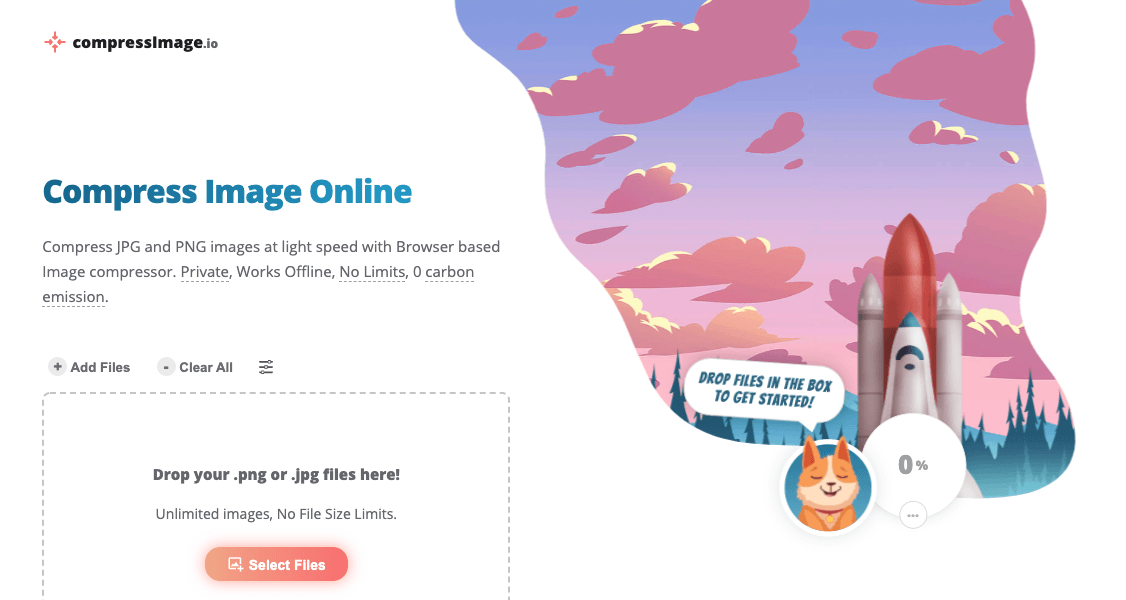 compressImage.io
Compress Image Online
Compress JPG and PNG images at light speed with Browser based
Image compressor. Private, Works Offline, No Limits, 0 carbon
emission.
+ Add Files - Clear All
Drop your .png or .jpg files here!
Unlimited images, No File Size Limits.
Select Files
DROP FILES IN THE BOX
TO GET STARTED!
0%